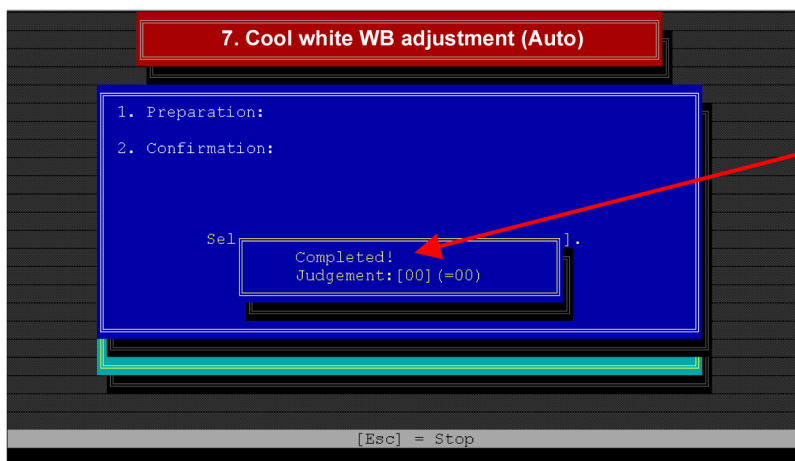 7. Cool white WB adjustment (Auto)
1. Preparation:
2. Confirmation:
Sel ].
Completed!
Judgement:[00](=00)
[Esc] = Stop